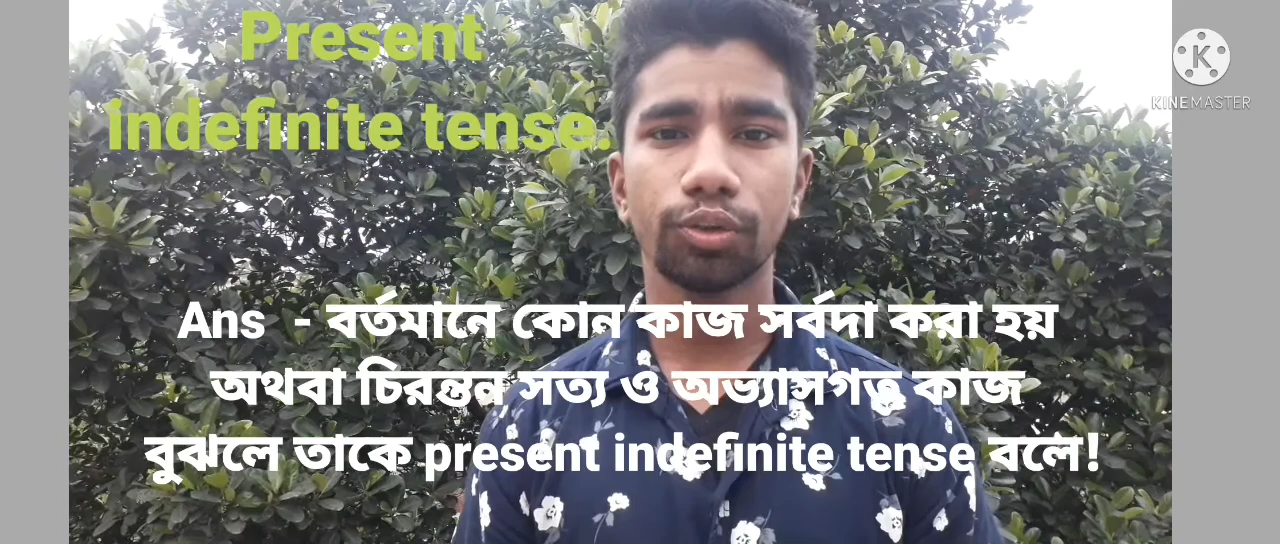 Present
indefinite tense.
KINEMASTER
Ans - বর্তমানে কোন কাজ সর্বদা করা হয়
অথবা চিরন্তন সত্য ও অভ্যাসগত কাজ
বুঝলে তাকে present indefinite tense বলে!